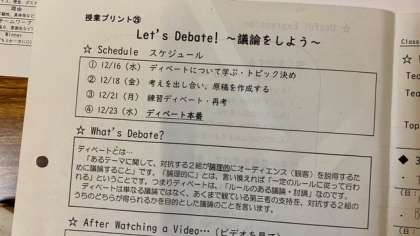 授業プリント㉙
Let's Debate! ～議論をしよう～
☆ Schedule スケジュール
① 12/16（水） ディベートについて学ぶ・トピック決め
② 12/18（金） 考えを出し合い、原稿を作成する
③ 12/21（月） 練習ディベート・再考
④ 12/23（水） ディベート本番
☆ What's Debate?
ディベートとは…
「あるテーマに関して、対抗する２組が論理的にオーディエンス（観客）を説得するた
めに議論すること」です。「論理的に」とは、言い換えれば「一定のルールに従って行わ
れる」ということです。つまりディベートは、「ルールのある議論・討論」なのです。
ディベートは単なる議論ではなく、あくまで観ている第三者の支持を、対抗する２組の
うちのどちらが得られるかを目的とした議論のことを言います。
☆ After Watching a Video…（ビデオを見て）
Class
☆ T
Tea
Tea